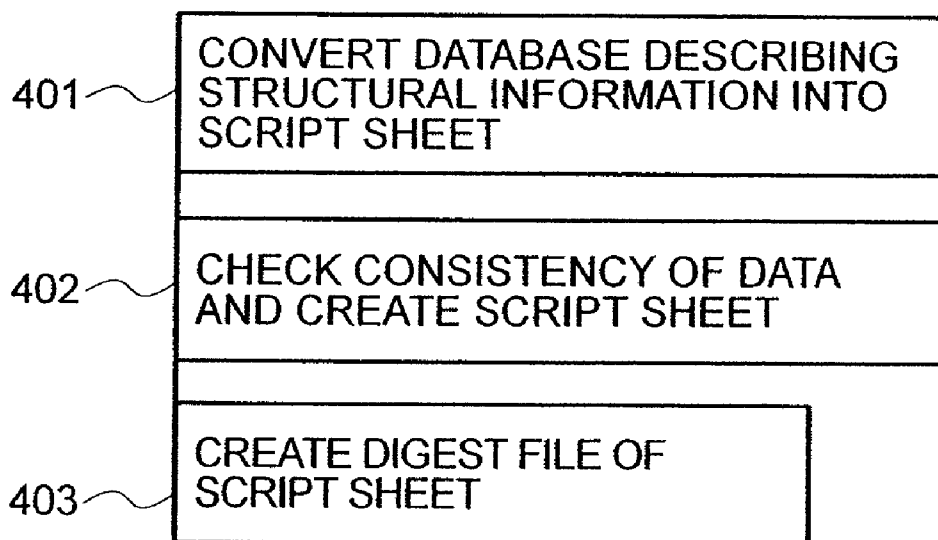 401
CONVERT DATABASE DESCRIBING
STRUCTURAL INFORMATION INTO
SCRIPT SHEET
402
CHECK CONSISTENCY OF DATA
AND CREATE SCRIPT SHEET
403
CREATE DIGEST FILE OF
SCRIPT SHEET